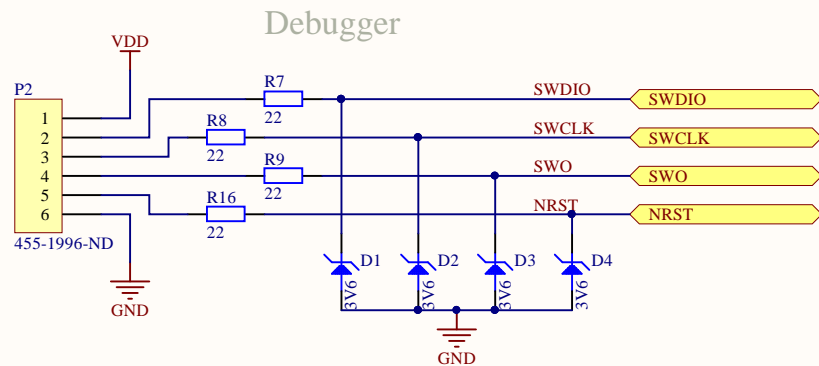 Debugger
VDD
P2
1
2
3
4
5
6
455-1996-ND
GND
R7
22
R8
22
R9
22
R16
22
SWDIO
SWCLK
SWO
NRST
SWDIO
SWCLK
SWO
NRST
D1
3V6
D2
3V6
D3
3V6
D4
3V6
GND